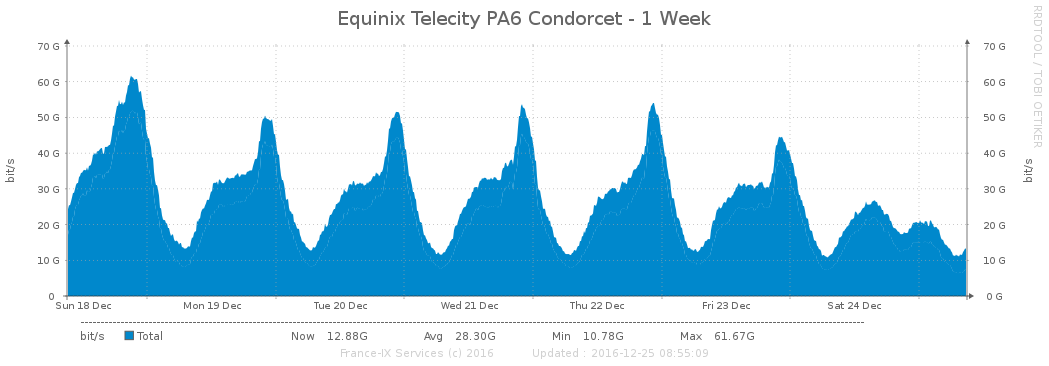 Equinix Telecity PA6 Condorcet - 1 Week
RRDTOOL / TOBI OETIKER
bit/s
70 G
60 G
50 G
40 G
30 G
20 G
10 G
0
70 G
60 G
50 G
40 G
30 G
20 G
10 G
0 G
bit/s
Sun 18 Dec Mon 19 Dec Tue 20 Dec Wed 21 Dec Thu 22 Dec Fri 23 Dec Sat 24 Dec
bit/s Total Now 12.88G Avg 28.30G Min 10.78G Max 61.67G
France-IX Services (c) 2016 Updated : 2016-12-25 08:55:09